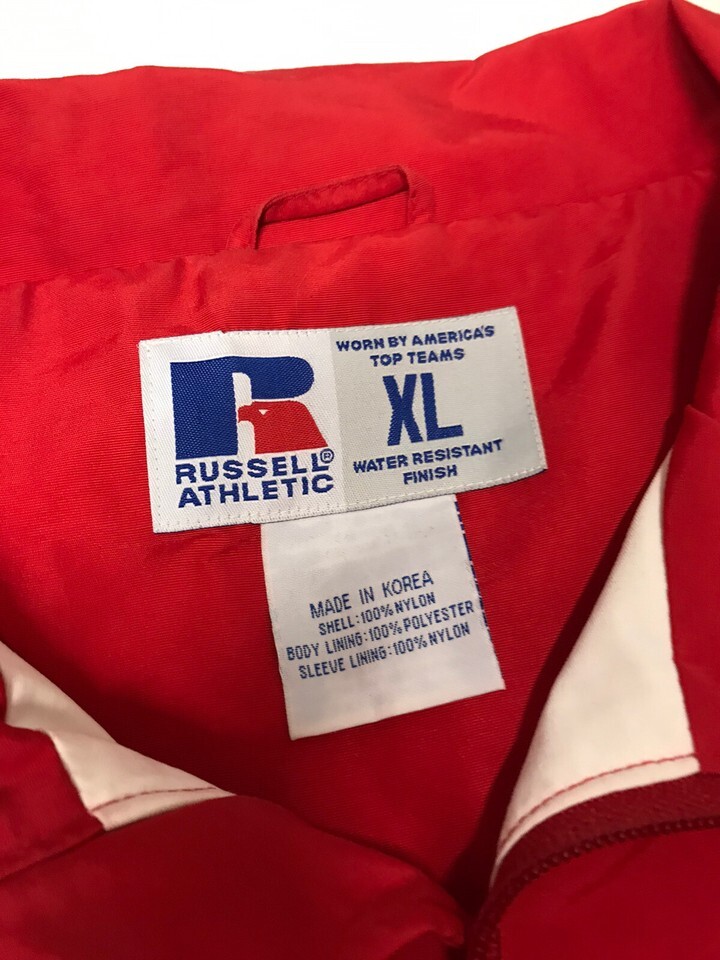 RUSSELL®
ATHLETIC
WORN BY AMERICA'S
TOP TEAMS
XL
WATER RESISTANT
FINISH
MADE IN KOREA
SHELL:100%NYLON
BODY LINING:100%POLYESTER
SLEEVE LINING:100%NYLON